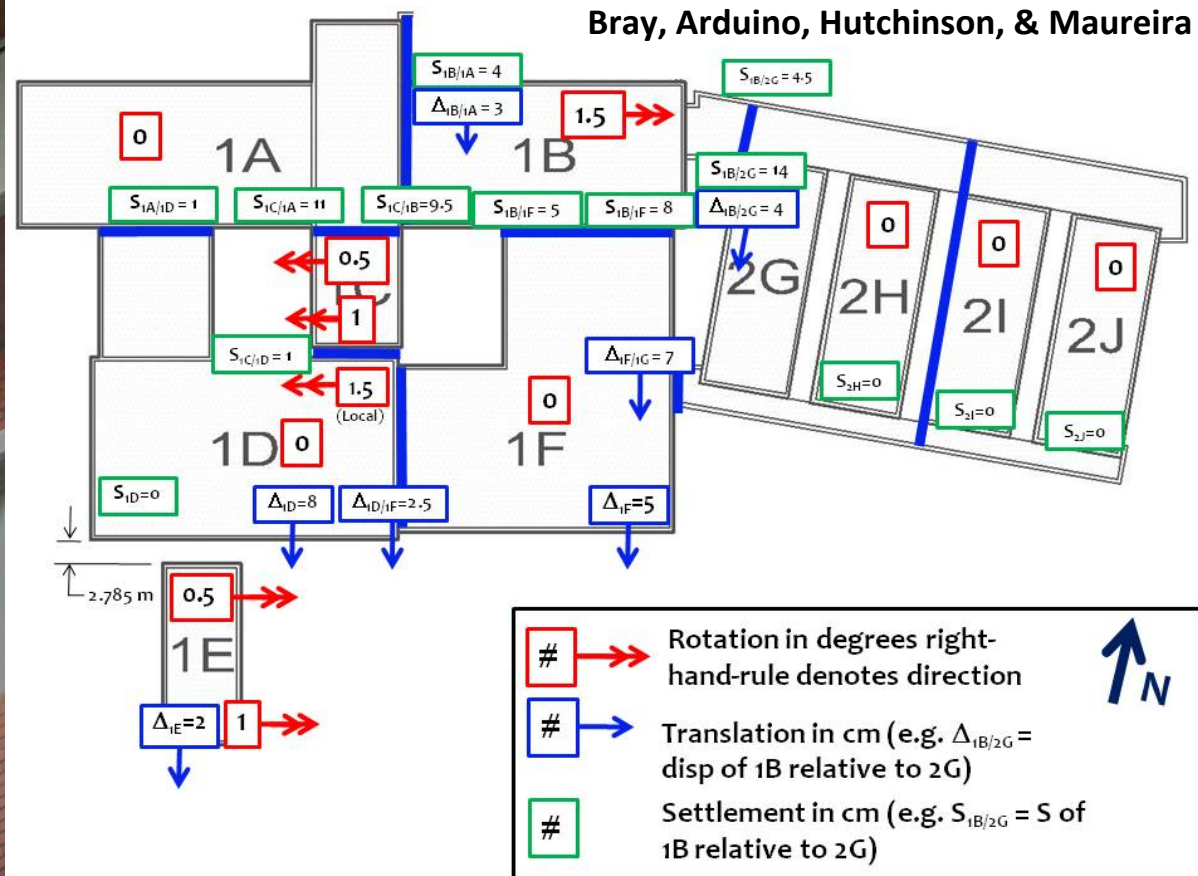 Bray, Arduino, Hutchinson, & Maureira
S1B/1A = 4
S1B/2G = 4.5
Δ1B/1A = 3
1.5
0
1A
1B
S1B/2G = 14
S1A/1D = 1
S1C/1A = 11
S1C/1B=9.5
S1B/1F = 5
S1B/1F = 8
Δ1B/2G = 4
0
0
0
0.5
2G
2H
2I
2J
1
S1C/1D = 1
Δ1F/1G = 7
S2H=0
1.5
(Local)
0
S2I=0
S2J=0
1D
0
1F
S1D=0
Δ1D=8
Δ1D/1F=2.5
Δ1F=5
2.785 m
0.5
1E
Δ1E=2
1
# Rotation in degrees right-
hand-rule denotes direction
N
# Translation in cm (e.g. Δ1B/2G =
disp of 1B relative to 2G)
# Settlement in cm (e.g. S1B/2G = S of
1B relative to 2G)